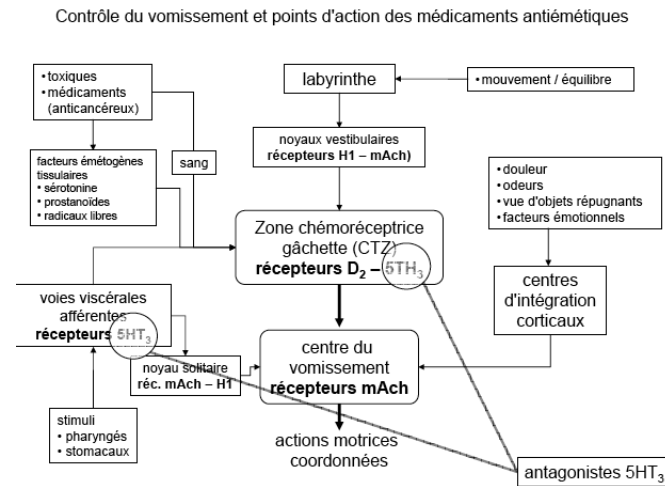 Contrôle du vomissement et points d'action des médicaments antiémétiques
• toxiques
• médicaments
(anticancéreux)
labyrinthe
• mouvement / équilibre
facteurs émétogènes
tissulaires
• sérotonine
• prostanoïdes
• radicaux libres
sang
noyaux vestibulaires
récepteurs H1 – mAch)
• douleur
• odeurs
• vue d'objets répugnants
• facteurs émotionnels
Zone chémoréceptrice
gâchette (CTZ)
récepteurs D2 – 5TH3
voies viscérales
afférentes
récepteurs 5HT3
centres
d'intégration
corticaux
noyau solitaire
réc. mAch – H1
centre du
vomissement
récepteurs mAch
stimuli
• pharyngés
• stomacaux
actions motrices
coordonnées
antagonistes 5HT3